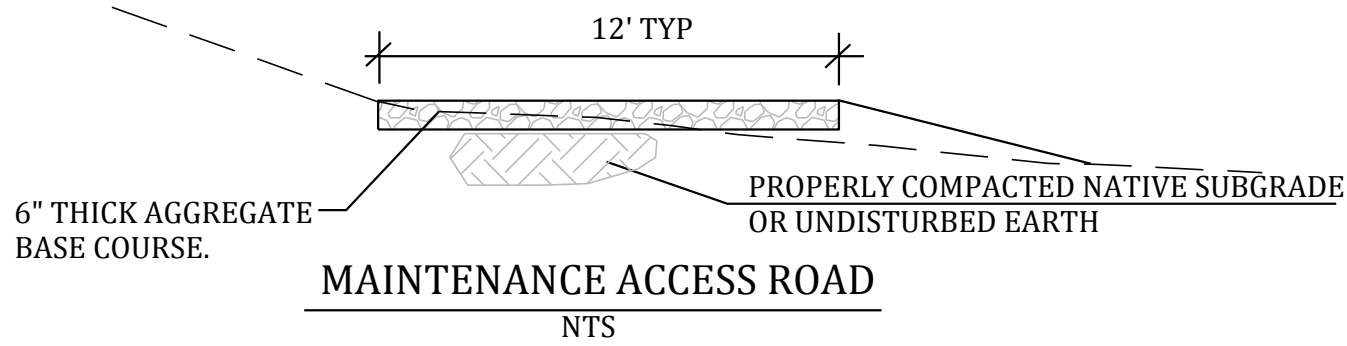 12' TYP
6" THICK AGGREGATE
BASE COURSE.
PROPERLY COMPACTED NATIVE SUBGRADE
OR UNDISTURBED EARTH
MAINTENANCE ACCESS ROAD
NTS